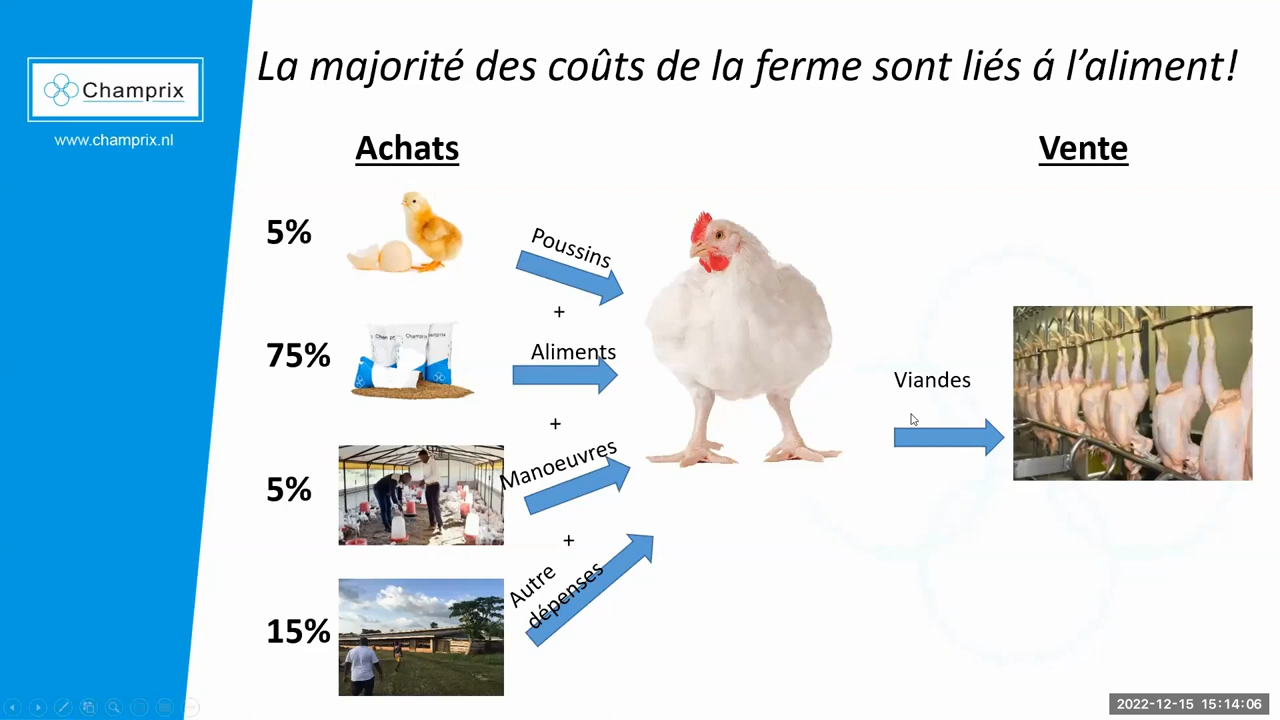 La majorité des coûts de la ferme sont liés á l’aliment!
Champrix
www.champrix.nl
Achats
Vente
5%
Poussins
+
75%
Aliments
+
5%
Manoeuvres
+
15%
Autre
dépenses
Viandes
2022-12-15 15:14:06